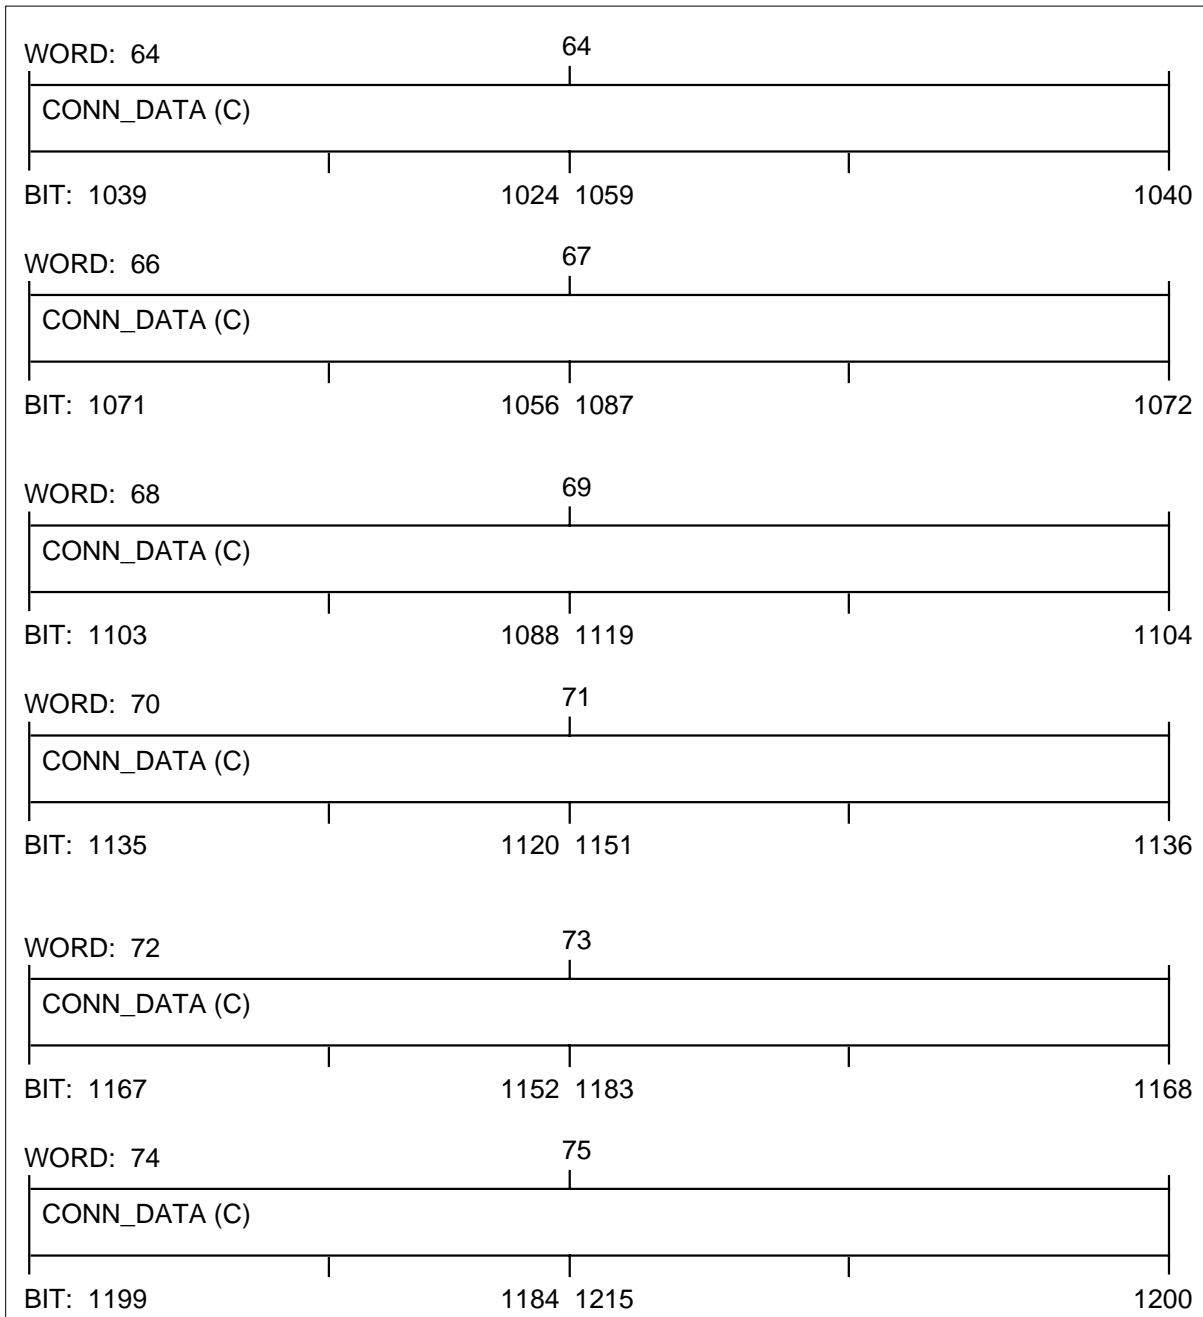 WORD: 64 64
CONN_DATA (C)
BIT: 1039 1024 1059 1040
WORD: 66 67
CONN_DATA (C)
BIT: 1071 1056 1087 1072
WORD: 68 69
CONN_DATA (C)
BIT: 1103 1088 1119 1104
WORD: 70 71
CONN_DATA (C)
BIT: 1135 1120 1151 1136
WORD: 72 73
CONN_DATA (C)
BIT: 1167 1152 1183 1168
WORD: 74 75
CONN_DATA (C)
BIT: 1199 1184 1215 1200